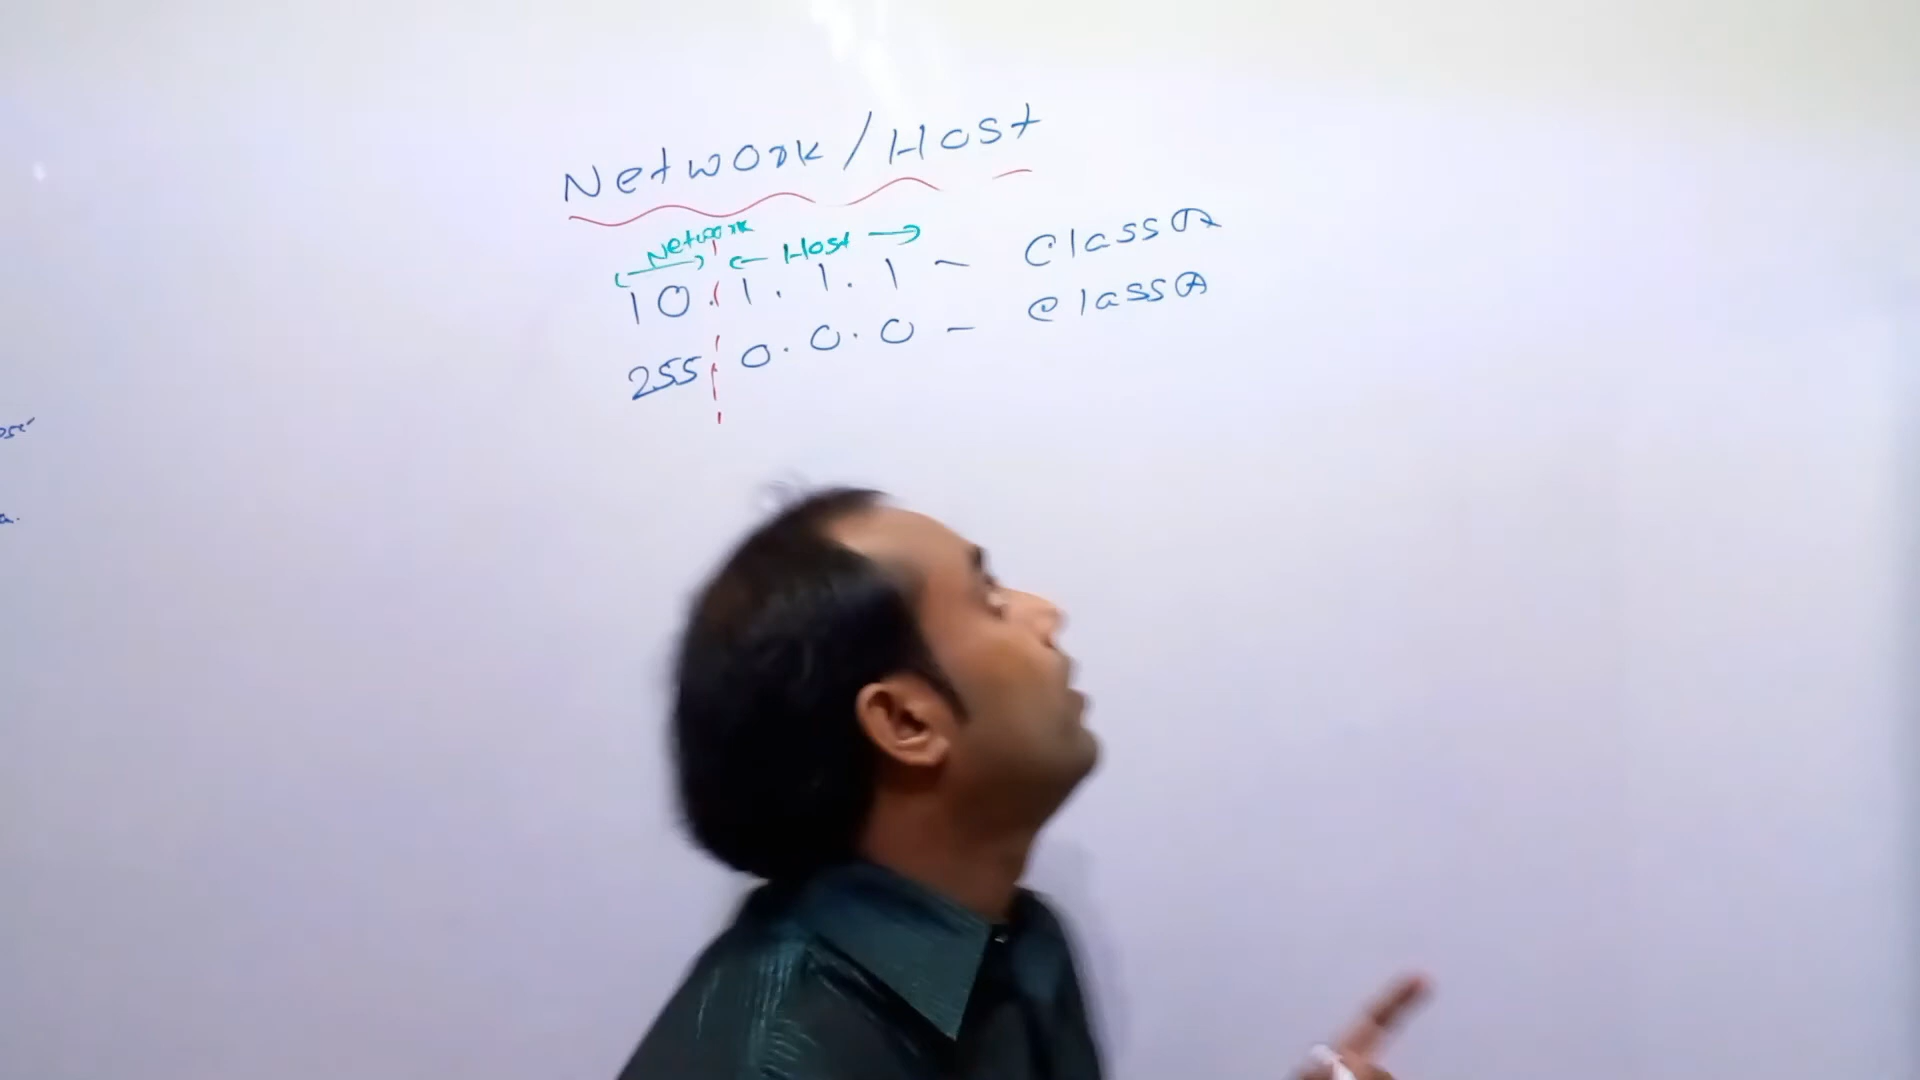 Network/Host
Network Host
10.1.1.1 - Class A
255.0.0.0 - Class A